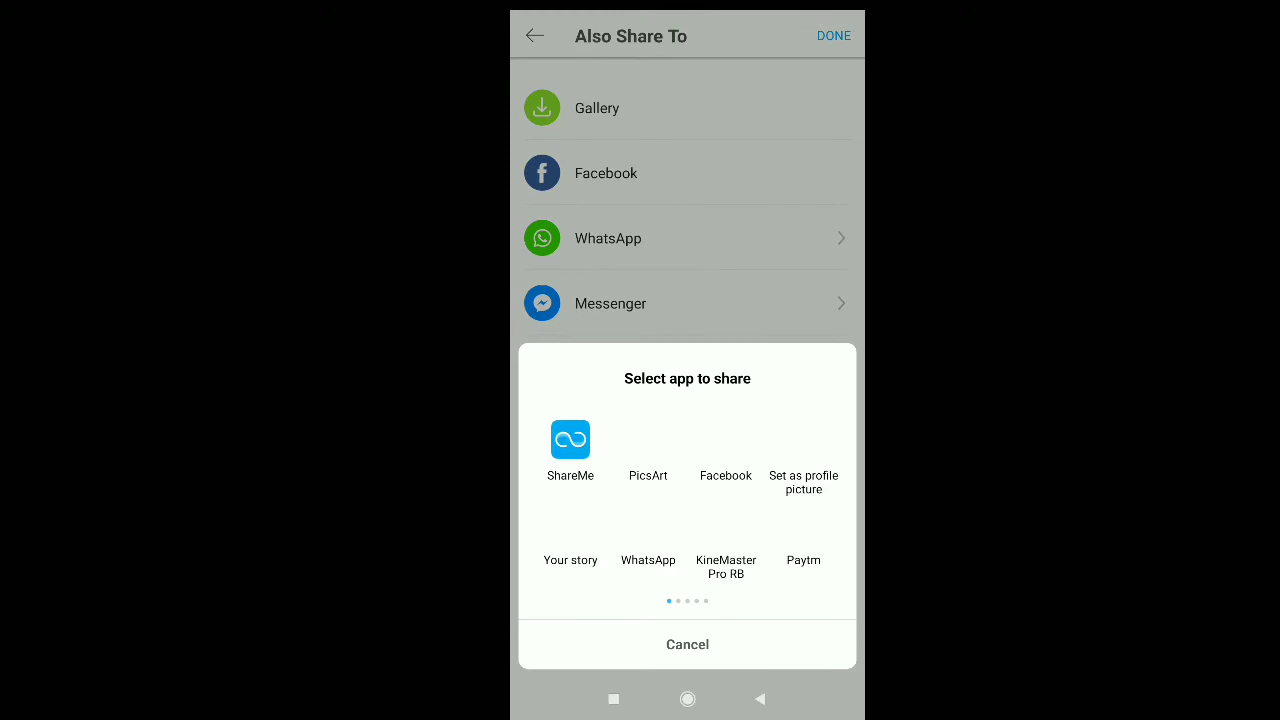 Also Share To
DONE
Gallery
Facebook
WhatsApp
Messenger
Select app to share
ShareMe
PicsArt
Facebook
Set as profile
picture
Your story
WhatsApp
KineMaster
Pro RB
Paytm
Cancel